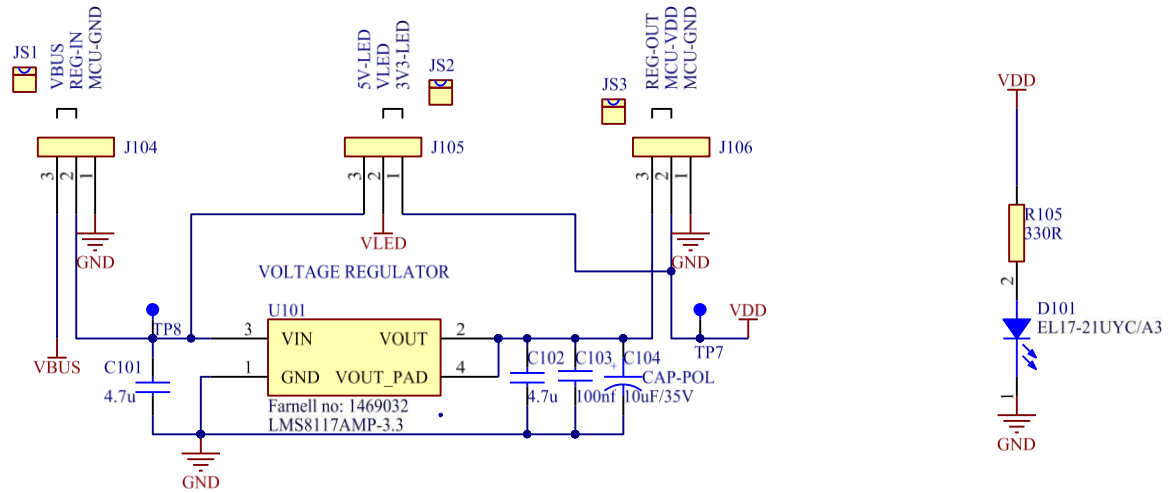 JS1
VBUS
REG-IN
MCU-GND
J104
3
2
1
GND
VBUS
5V-LED
VLED
3V3-LED
JS2
J105
3
2
1
VLED
JS3
REG-OUT
MCU-VDD
MCU-GND
J106
3
2
1
GND
VOLTAGE REGULATOR
U101
TP8
3
VIN
VOUT
2
1
GND
VOUT_PAD
4
Farnell no: 1469032
LMS8117AMP-3.3
C101
4.7u
GND
C102
4.7u
C103
100nf
+
C104
CAP-POL
10uF/35V
TP7
VDD
VDD
R105
330R
2
D101
EL17-21UYC/A3
1
GND